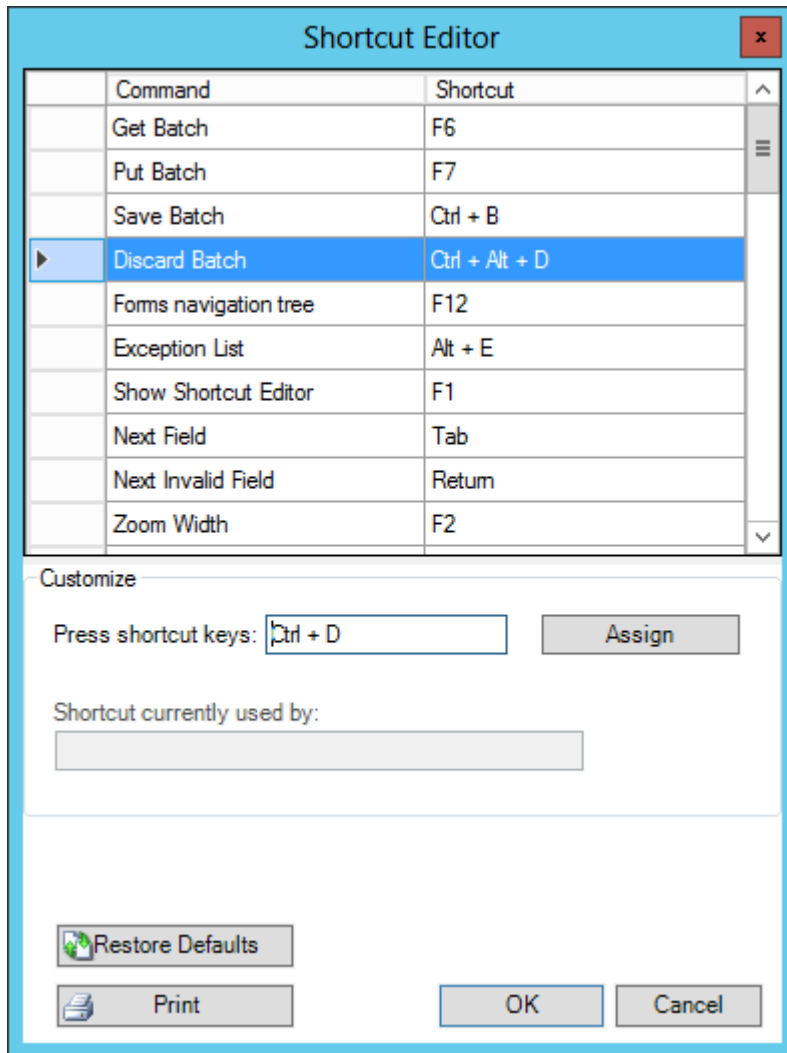 Shortcut Editor
x
Command Shortcut
Get Batch F6
Put Batch F7
Save Batch Ctrl + B
Discard Batch Ctrl + Alt + D
Forms navigation tree F12
Exception List Alt + E
Show Shortcut Editor F1
Next Field Tab
Next Invalid Field Return
Zoom Width F2
Customize
Press shortcut keys: Ctrl + D Assign
Shortcut currently used by:
Restore Defaults
Print OK Cancel